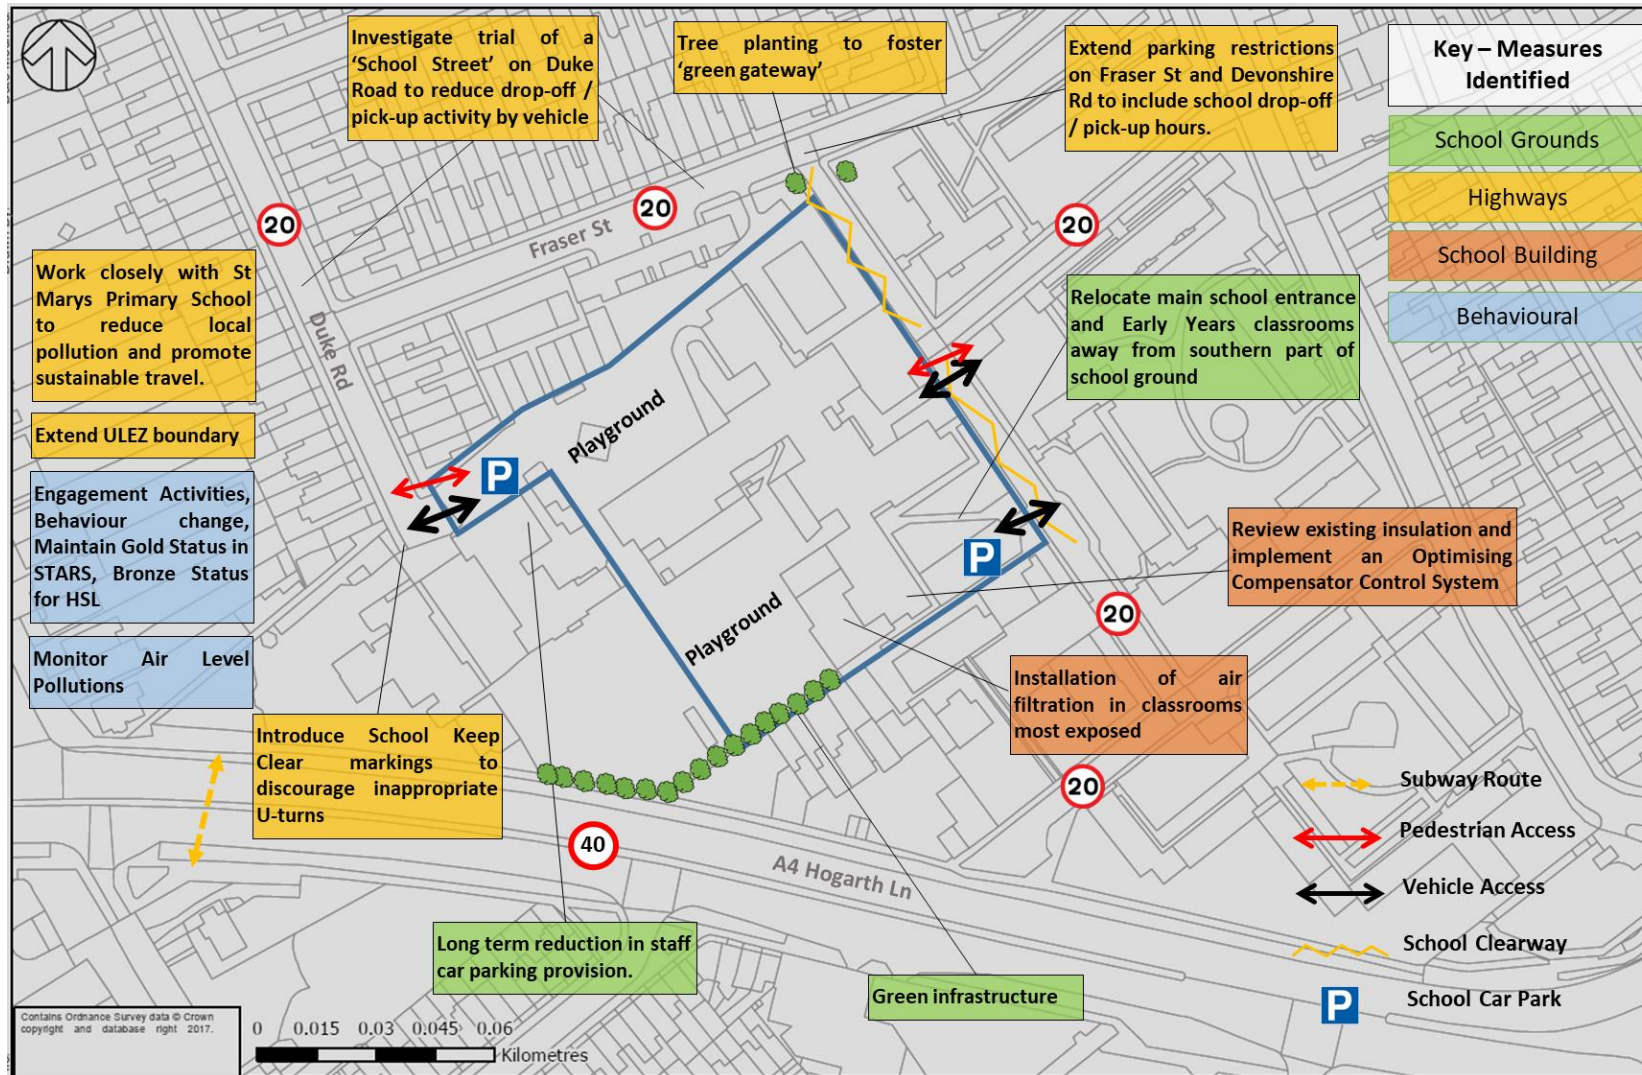 Investigate trial of a
‘School Street’ on Duke
Road to reduce drop-off /
pick-up activity by vehicle
Tree planting to foster
‘green gateway’
Extend parking restrictions
on Fraser St and Devonshire
Rd to include school drop-off
/ pick-up hours.
Key – Measures
Identified
School Grounds
Highways
School Building
Behavioural
20
20
20
Fraser St
Work closely with St
Marys Primary School
to reduce local
pollution and promote
sustainable travel.
Duke Rd
Relocate main school entrance
and Early Years classrooms
away from southern part of
school ground
Extend ULEZ boundary
Playground
P
Engagement Activities,
Behaviour change,
Maintain Gold Status in
STARS, Bronze Status
for HSL
Review existing insulation and
implement an Optimising
Compensator Control System
P
Playground
20
Monitor Air Level
Pollutions
Installation of air
filtration in classrooms
most exposed
Introduce School Keep
Clear markings to
discourage inappropriate
U-turns
20
40
A4 Hogarth Ln
Subway Route
Pedestrian Access
Vehicle Access
School Clearway
P School Car Park
Long term reduction in staff
car parking provision.
Green infrastructure
Contains Ordnance Survey data © Crown
copyright and database right 2017.
0 0.015 0.03 0.045 0.06
Kilometres